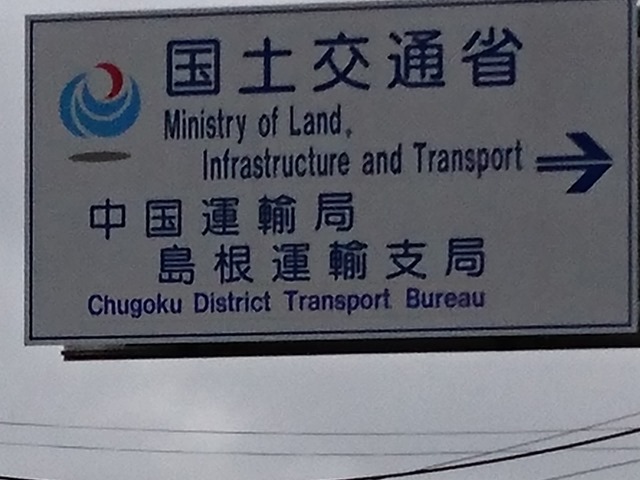 国土交通省
Ministry of Land,
Infrastructure and Transport
中国運輸局
島根運輸支局
Chugoku District Transport Bureau